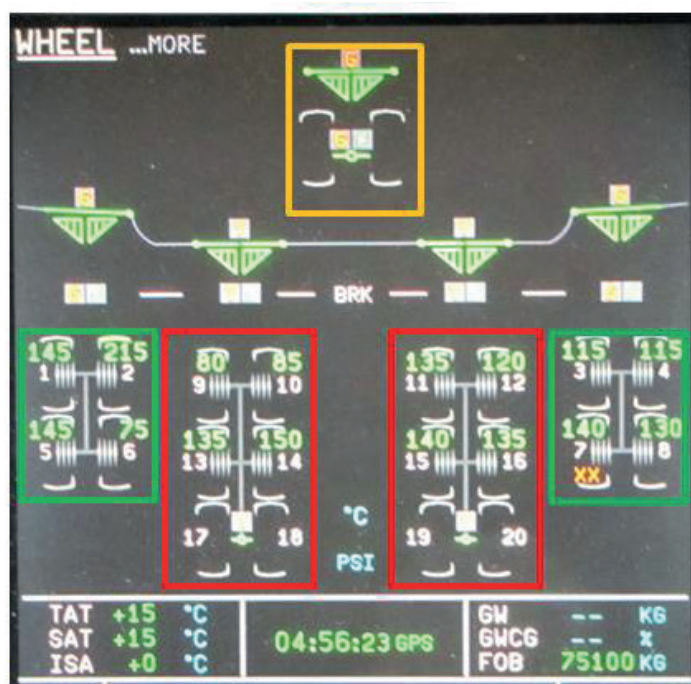 WHEEL ...MORE
G
G
G
G
Y
Y
G
Y
Y
G
BRK
145 215
80 85
135 120
115 115
1 2
9 10
11 12
3 4
145 75
135 150
140 135
140 130
5 6
13 14
15 16
7 8
XX
°C
17 18
19 20
PSI
TAT +15 °C
SAT +15 °C
ISA +0 °C
04:56:23 GPS
GW -- KG
GWCG -- %
FOB 75100 KG